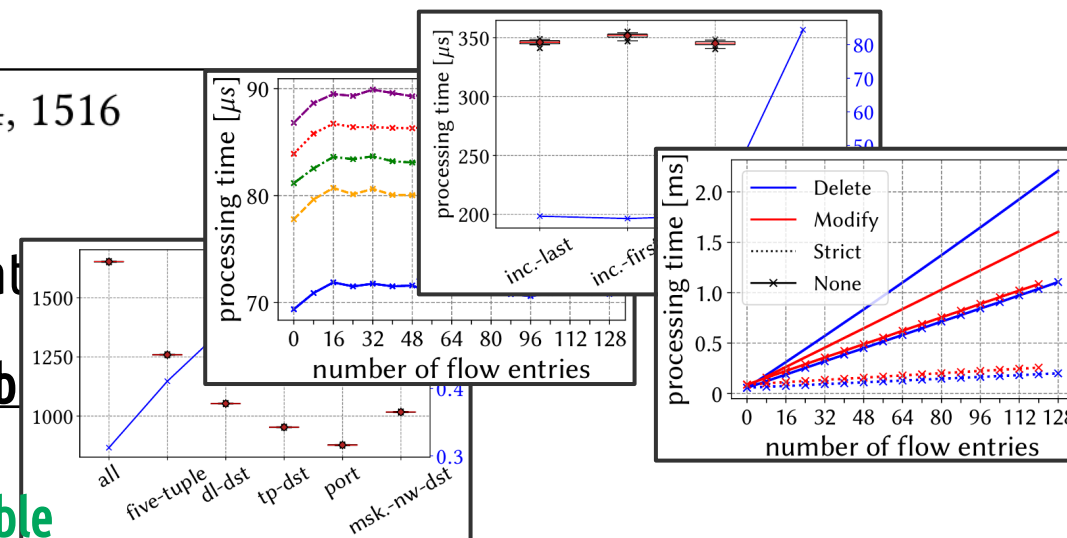 , 1516
ble
1500
1250
1000
0.4
0.3
all
five-tuple
dl-dst
tp-dst
port
msk.-nw-dst
processing time [μs]
90
80
70
0 16 32 48 64 80 96 112 128
number of flow entries
processing time [μs]
350
300
250
200
80
70
60
50
inc.-last
processing time [ms]
2.0
1.5
1.0
0.5
0
Delete
Modify
Strict
None
0 16 32 48 64 80 96 112 128
number of flow entries